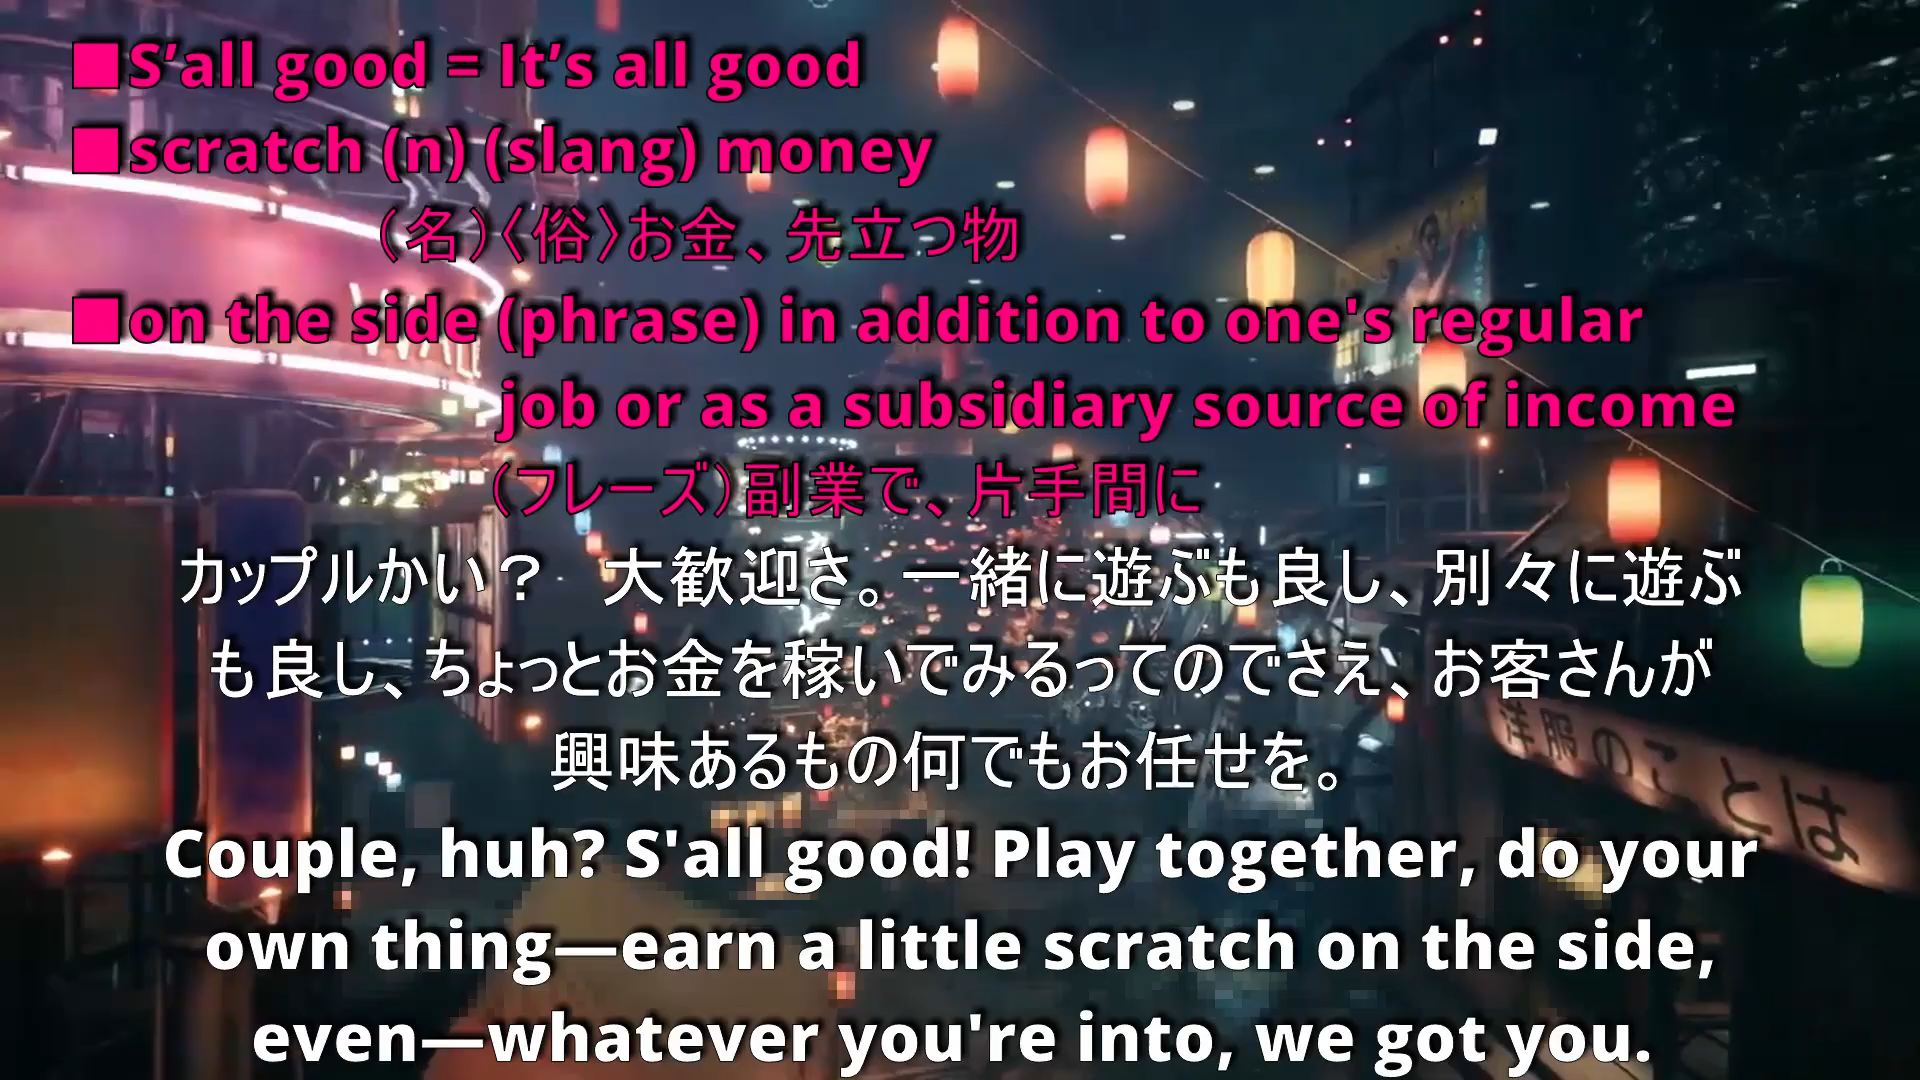 ■S’all good = It’s all good
■scratch (n) (slang) money
（名）〈俗〉お金、先立つ物
■on the side (phrase) in addition to one's regular
job or as a subsidiary source of income
（フレーズ）副業で、片手間に
カップルかい？　大歓迎さ。一緒に遊ぶも良し、別々に遊ぶ
も良し、ちょっとお金を稼いでみるってのでさえ、お客さんが
興味あるもの何でもお任せを。
洋服のことは
Couple, huh? S'all good! Play together, do your
own thing—earn a little scratch on the side,
even—whatever you're into, we got you.